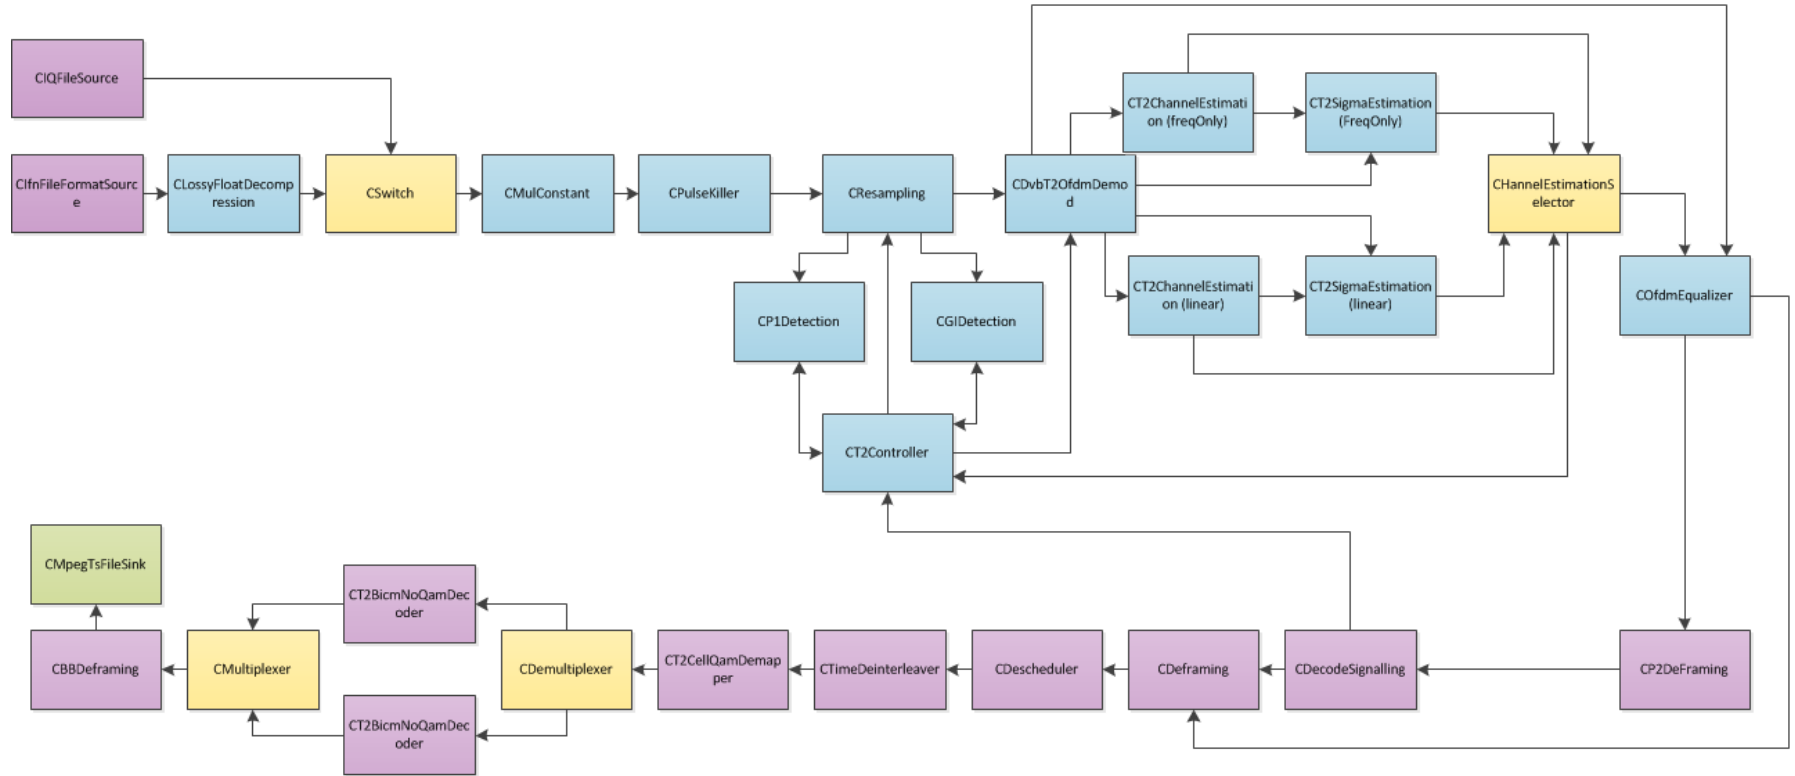 CIQFileSource
CIfnFileFormatSourc
e
CLossyFloatDecomp
ression
CSwitch
CMulConstant
CPulseKiller
CResampling
CDvbT2OfdmDemo
d
CT2ChannelEstimati
on (freqOnly)
CT2SigmaEstimation
(FreqOnly)
CHannelEstimationS
elector
CT2ChannelEstimati
on (linear)
CT2SigmaEstimation
(linear)
COfdmEqualizer
CP1Detection
CGIDetection
CT2Controller
CMpegTsFileSink
CBBDeframing
CMultiplexer
CT2BicmNoQamDec
oder
CT2BicmNoQamDec
oder
CDemultiplexer
CT2CellQamDemap
per
CTimeDeinterleaver
CDescheduler
CDeframing
CDecodeSignalling
CP2DeFraming